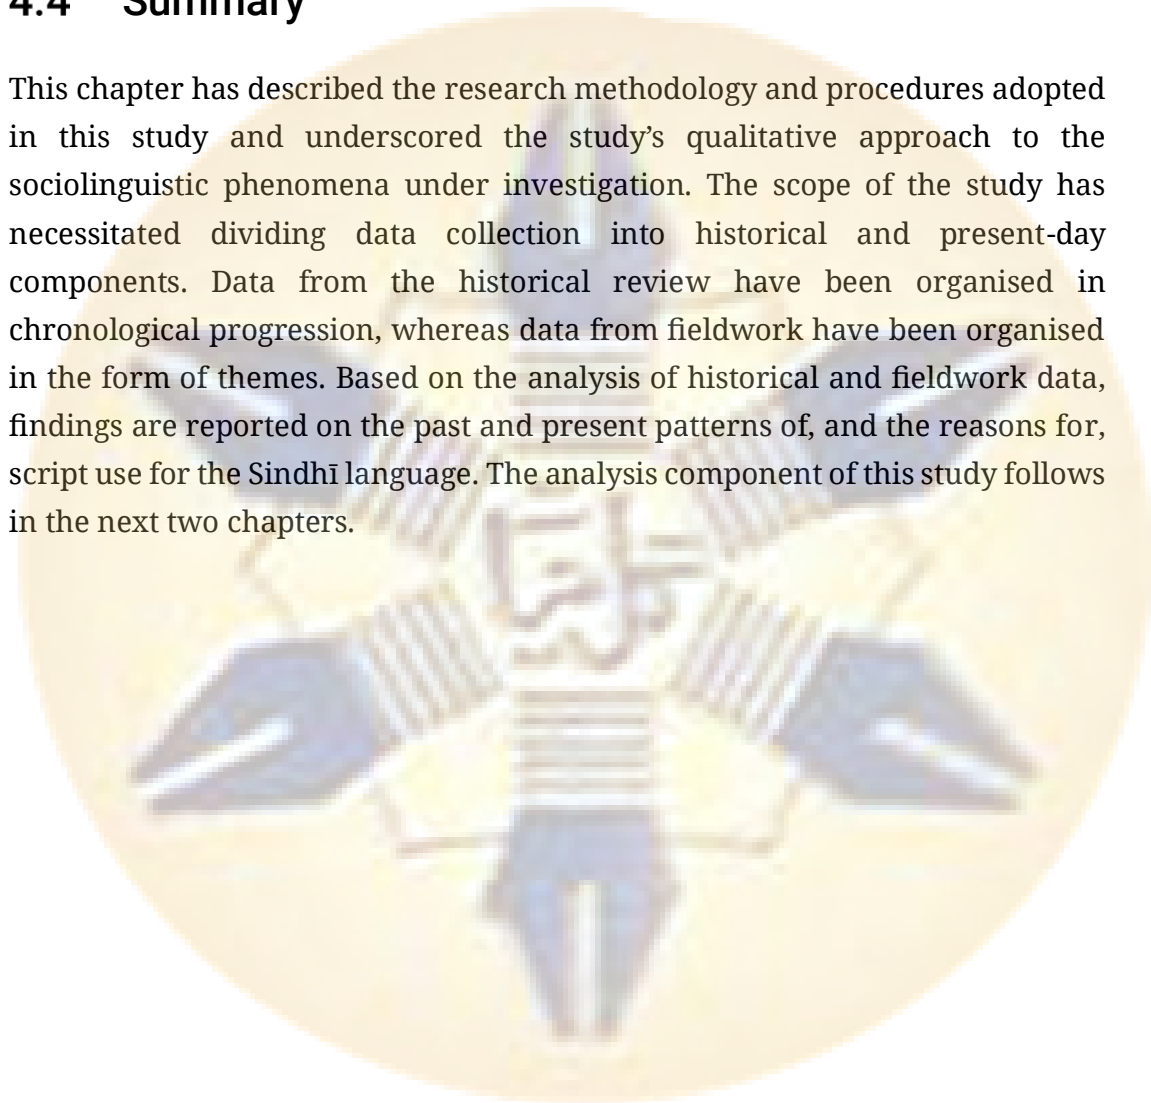 4.4 Summary
This chapter has described the research methodology and procedures adopted
in this study and underscored the study’s qualitative approach to the
sociolinguistic phenomena under investigation. The scope of the study has
necessitated dividing data collection into historical and present-day
components. Data from the historical review have been organised in
chronological progression, whereas data from fieldwork have been organised
in the form of themes. Based on the analysis of historical and fieldwork data,
findings are reported on the past and present patterns of, and the reasons for,
script use for the Sindhī language. The analysis component of this study follows
in the next two chapters.